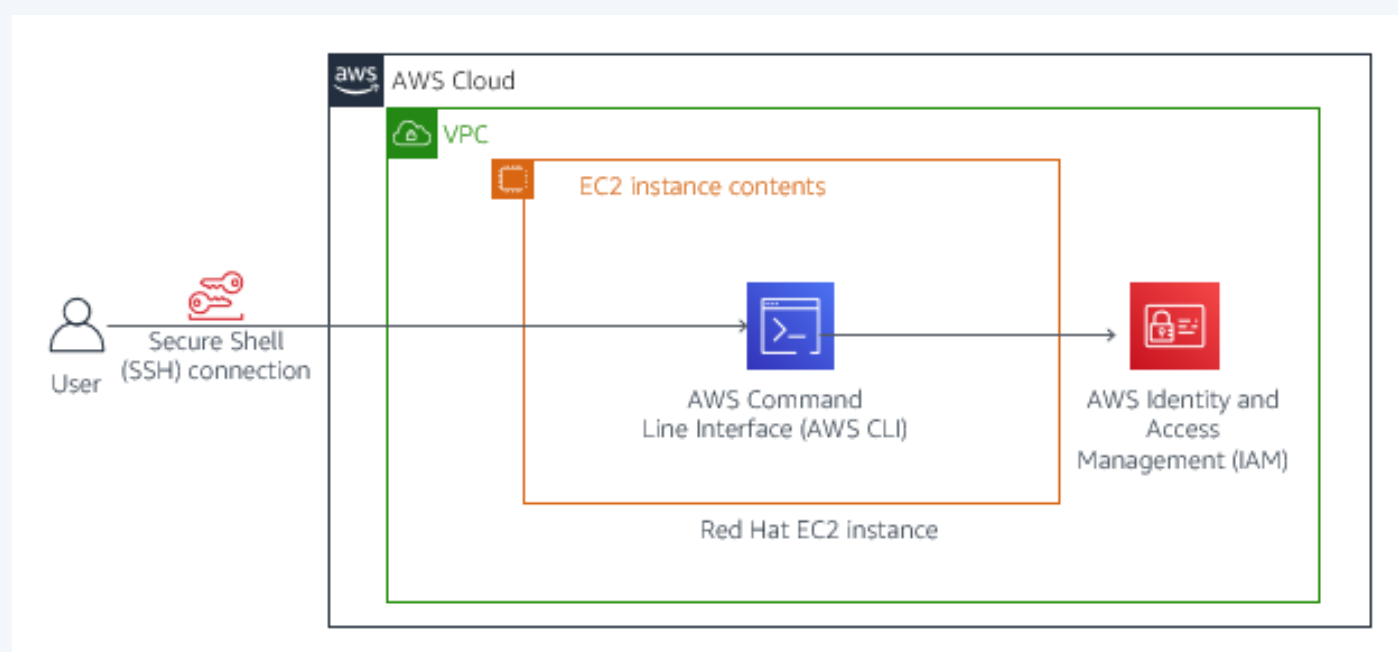 aws
AWS Cloud
VPC
EC2 instance contents
Secure Shell
(SSH) connection
User
AWS Command
Line Interface (AWS CLI)
AWS Identity and
Access
Management (IAM)
Red Hat EC2 instance